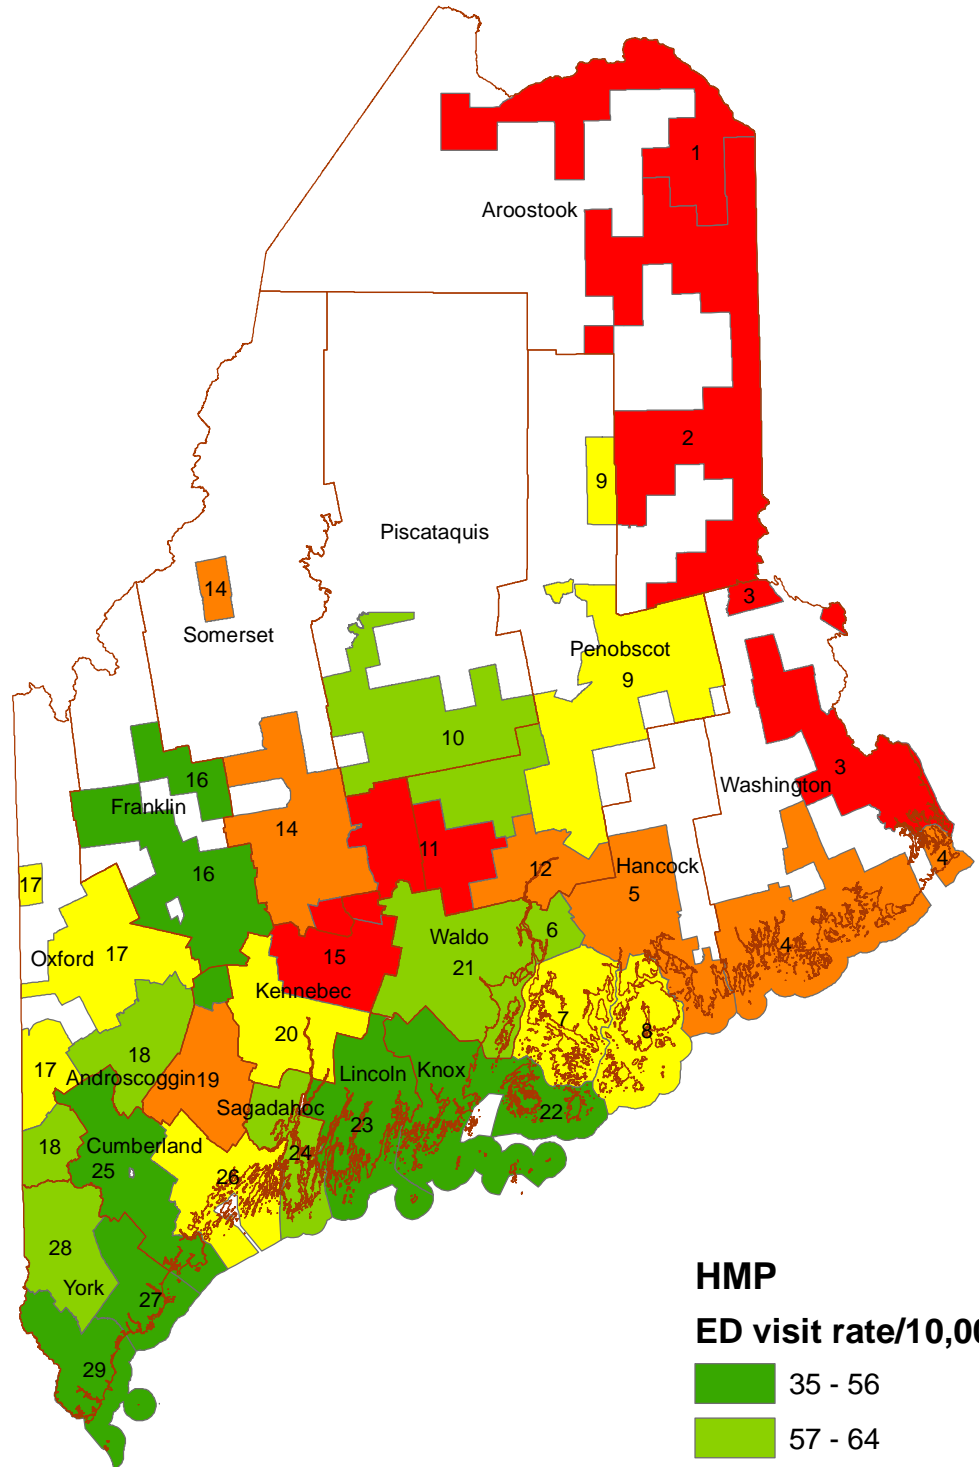 1
Aroostook
2
9
Piscataquis
14
3
Somerset
Penobscot
9
10
16
3
Washington
Franklin
14
11
4
12
Hancock
16
5
17
6
Waldo
4
Oxford
17
15
21
Kennebec
7
8
20
18
17
Androscoggin
19
Lincoln
Knox
Sagadahoc
22
23
18
Cumberland
24
25
26
28
York
27
29
HMP
ED visit rate/10,00
35 - 56
57 - 64